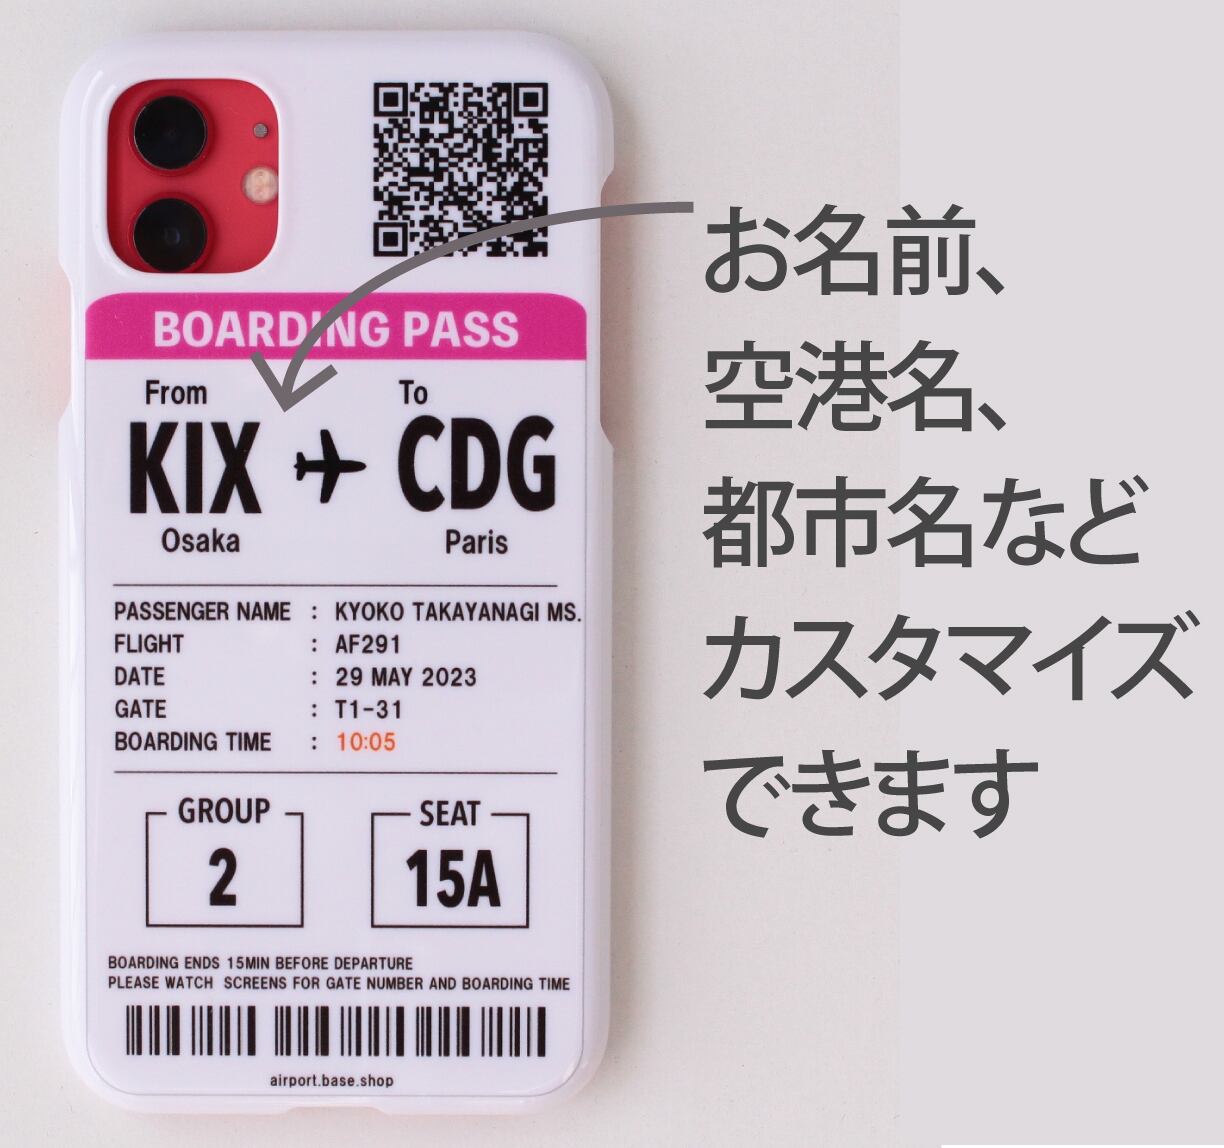 BOARDING PASS
From To
KIX CDG
Osaka Paris
PASSENGER NAME : KYOKO TAKAYANAGI MS.
FLIGHT : AF291
DATE : 29 MAY 2023
GATE : T1-31
BOARDING TIME : 10:05
GROUP SEAT
2 15A
BOARDING ENDS 15MIN BEFORE DEPARTURE
PLEASE WATCH SCREENS FOR GATE NUMBER AND BOARDING TIME
airport.base.shop
お名前、
空港名、
都市名など
カスタマイズ
できます